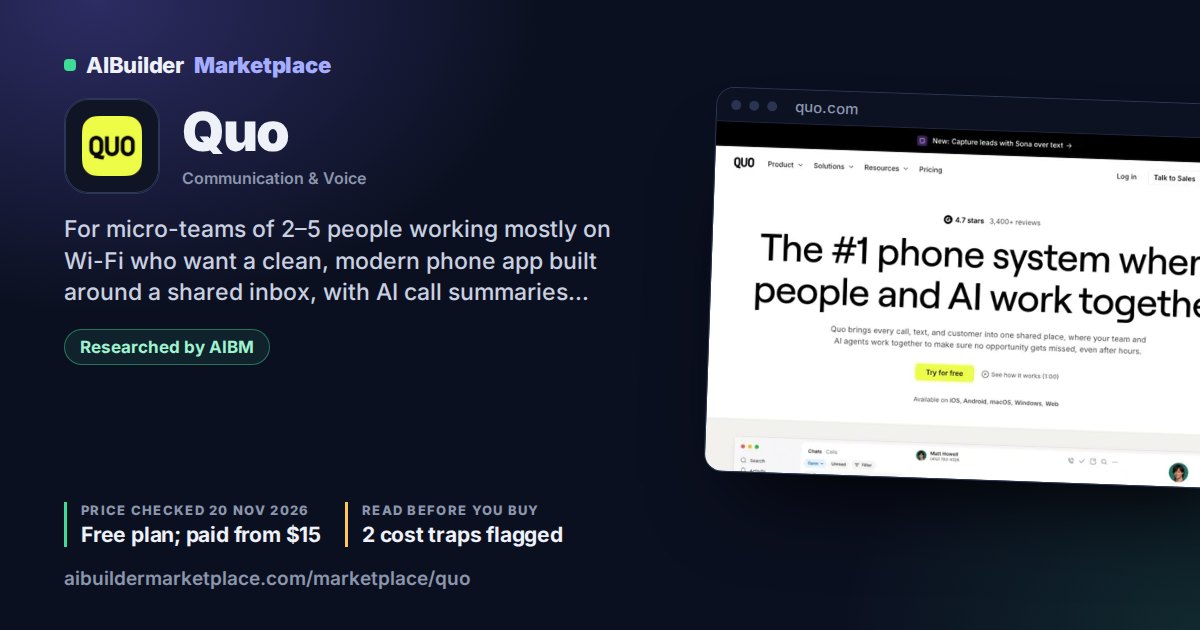 AIBuilder Marketplace
QUO
Quo
Communication & Voice
For micro-teams of 2–5 people working mostly on
Wi-Fi who want a clean, modern phone app built
around a shared inbox, with AI call summaries...
Researched by AIBM
PRICE CHECKED 20 NOV 2026
Free plan; paid from $15
READ BEFORE YOU BUY
2 cost traps flagged
aibuildermarketplace.com/marketplace/quo
quo.com
New: Capture leads with Sona over text →
QUO Product Solutions Resources Pricing Log in Talk to Sales
4.7 stars 3,400+ reviews
The #1 phone system wher
people and AI work togethe
Quo brings every call, text, and customer into one shared place, where your team and
AI agents work together to make sure no opportunity gets missed, even after hours.
Try for free See how it works (1:00)
Available on iOS, Android, macOS, Windows, Web
Search
Chats Calls
Unread Filter
Matt Howell